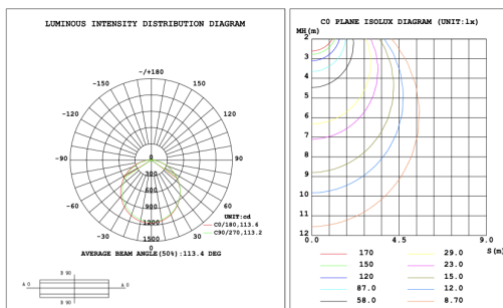 LUMINOUS INTENSITY DISTRIBUTION DIAGRAM
-/+180
-150 150
-120 120
-90 0 90
300
600
-60 900 60
1200
-30 1500 30
0
UNIT:cd
C0/180,113.4
C90/270,113.2
AVERAGE BEAM ANGLE(50%):113.4 DEG
C0 PLANE ISOLUX DIAGRAM (UNIT:lx)
MH(m)
2
3
4
5
6
7
8
9
10
11
12
0.0 4.5 9.0
S(m)
170 29.0
150 23.0
120 15.0
87.0 12.0
58.0 8.70